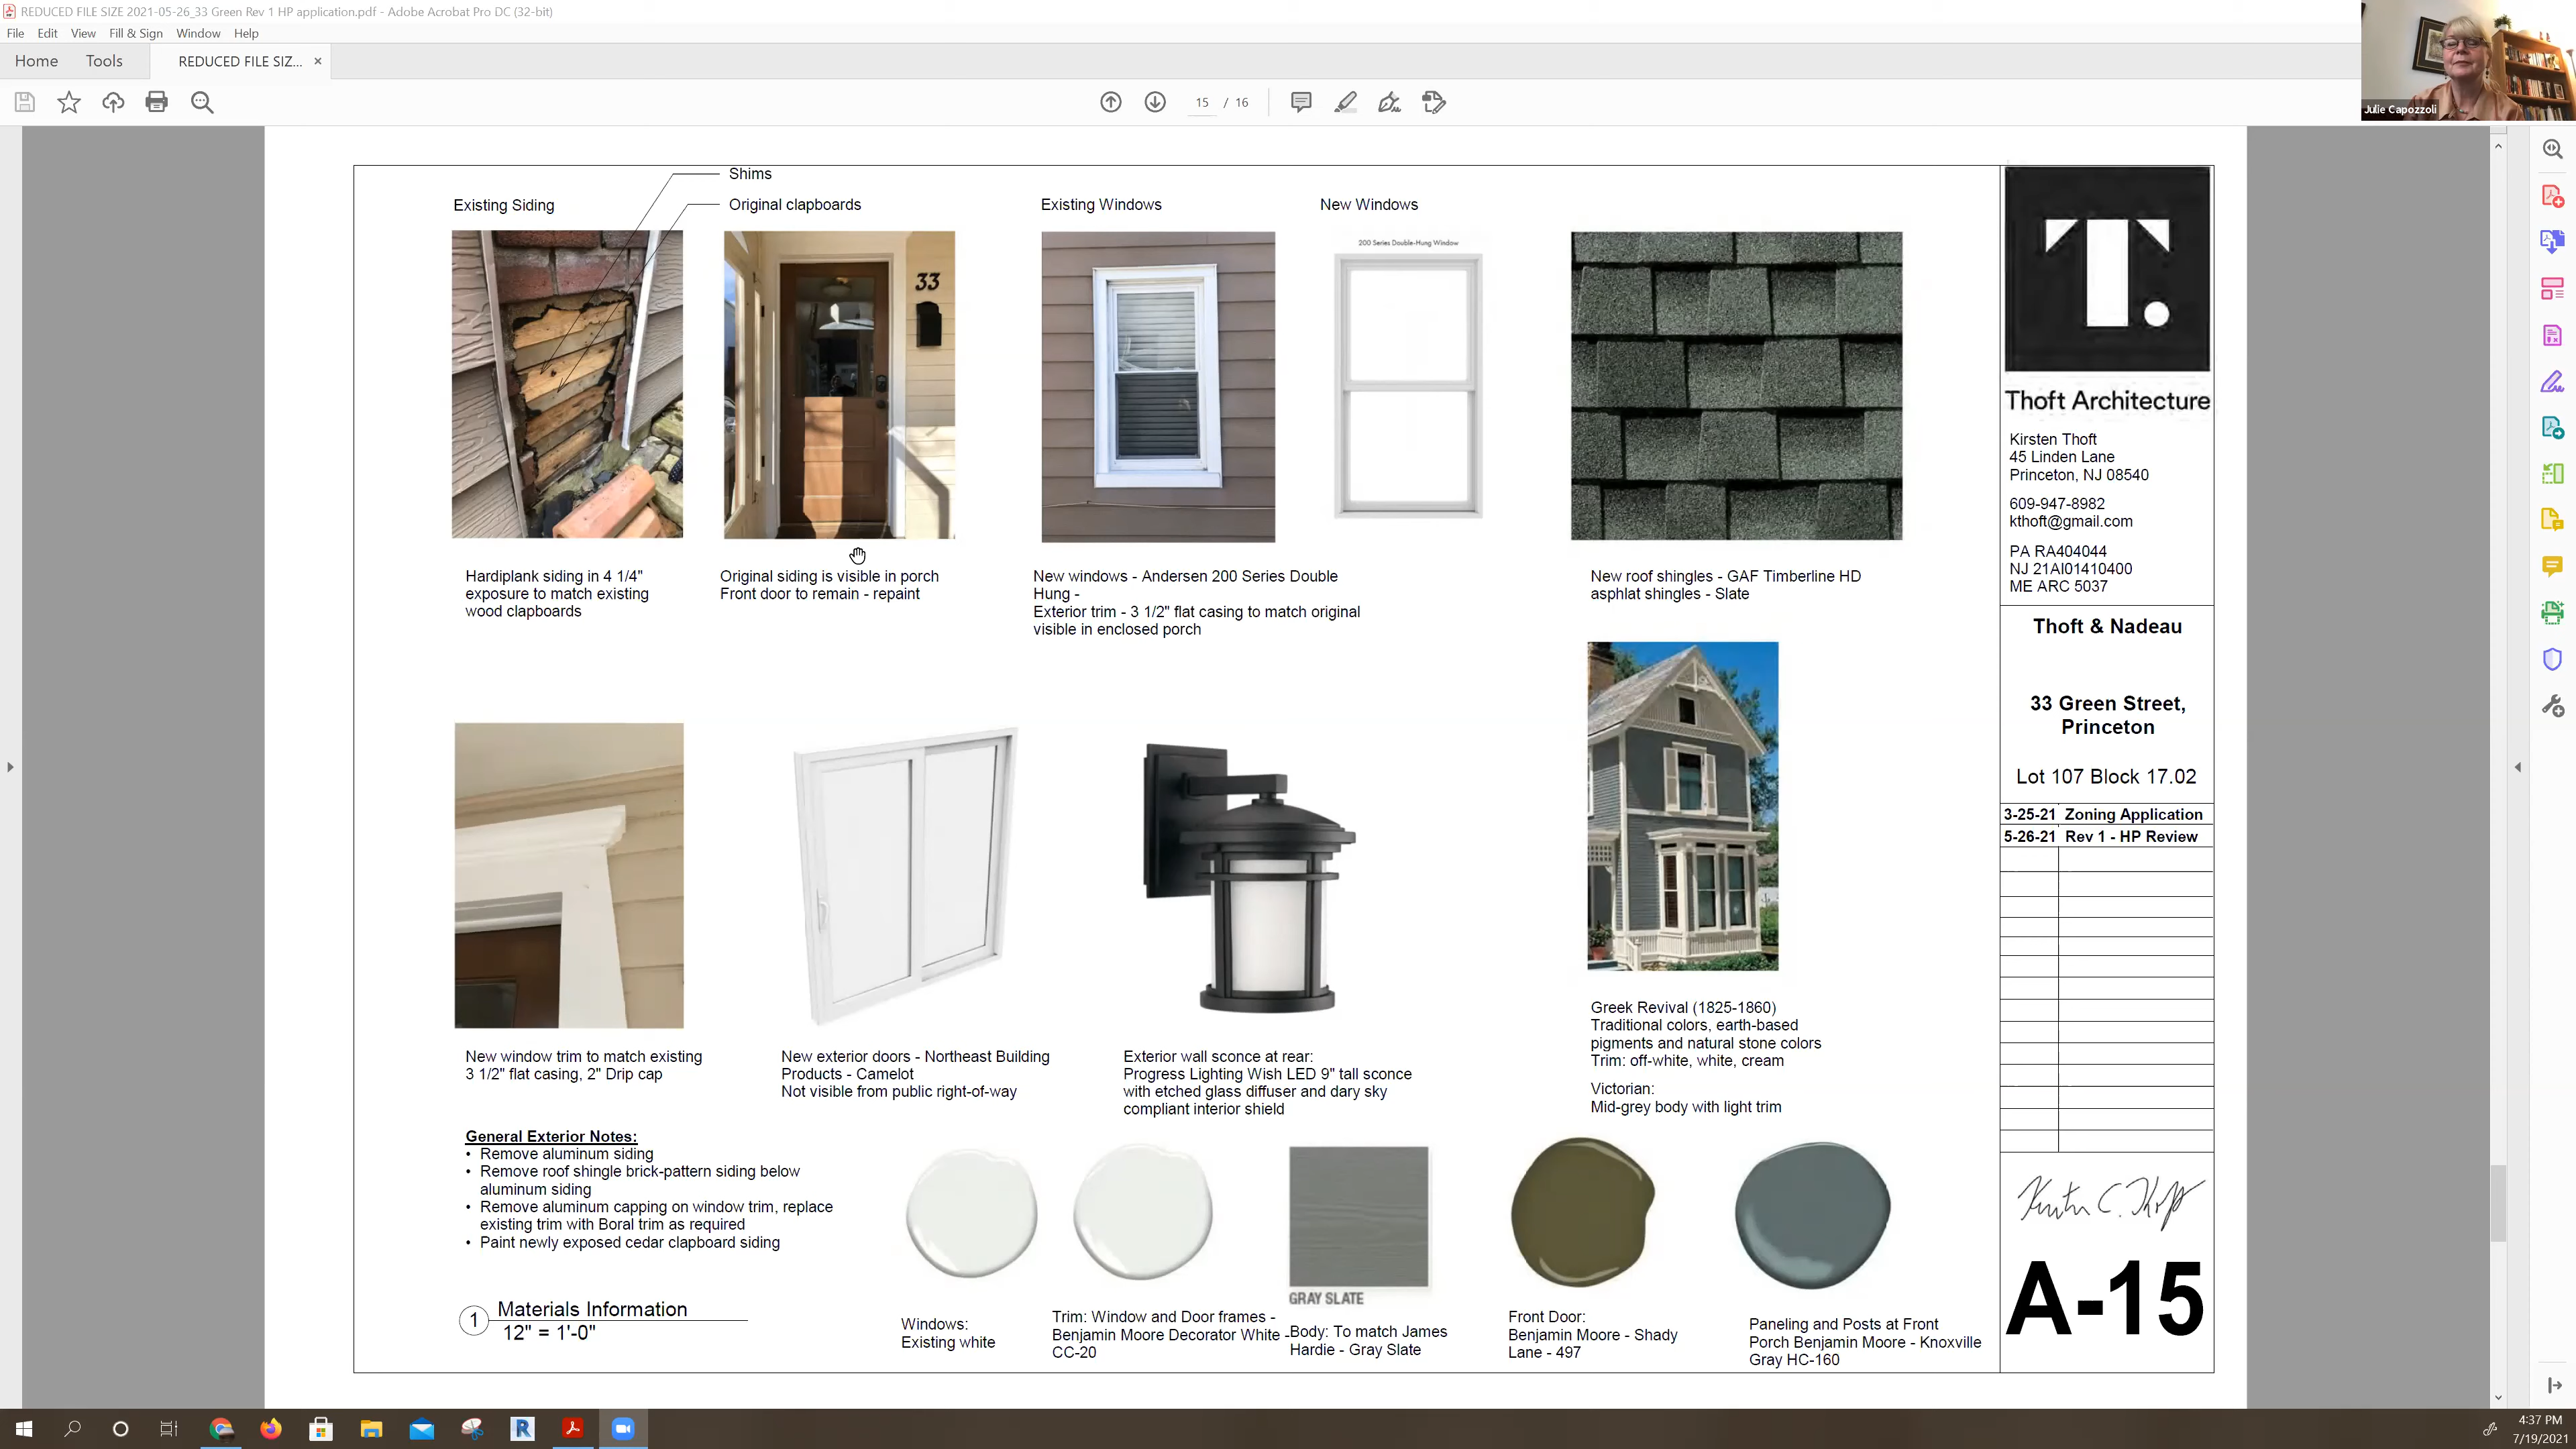 REDUCED FILE SIZE 2021-05-26_33 Green Rev 1 HP application.pdf - Adobe Acrobat Pro DC (32-bit)
File Edit View Fill & Sign Window Help
Home Tools REDUCED FILE SIZ... ×
15 / 16
Julie Capozzoli
Shims
Original clapboards
Existing Siding
Existing Windows
New Windows
200 Series Double-Hung Window
33
Hardiplank siding in 4 1/4"
exposure to match existing
wood clapboards
Original siding is visible in porch
Front door to remain - repaint
New windows - Andersen 200 Series Double
Hung -
Exterior trim - 3 1/2" flat casing to match original
visible in enclosed porch
New roof shingles - GAF Timberline HD
asphlat shingles - Slate
New window trim to match existing
3 1/2" flat casing, 2" Drip cap
New exterior doors - Northeast Building
Products - Camelot
Not visible from public right-of-way
Exterior wall sconce at rear:
Progress Lighting Wish LED 9" tall sconce
with etched glass diffuser and dary sky
compliant interior shield
Greek Revival (1825-1860)
Traditional colors, earth-based
pigments and natural stone colors
Trim: off-white, white, cream
Victorian:
Mid-grey body with light trim
General Exterior Notes:
• Remove aluminum siding
• Remove roof shingle brick-pattern siding below
aluminum siding
• Remove aluminum capping on window trim, replace
existing trim with Boral trim as required
• Paint newly exposed cedar clapboard siding
1 Materials Information
12" = 1'-0"
Windows:
Existing white
Trim: Window and Door frames -
Benjamin Moore Decorator White -
CC-20
GRAY SLATE
Body: To match James
Hardie - Gray Slate
Front Door:
Benjamin Moore - Shady
Lane - 497
Paneling and Posts at Front
Porch Benjamin Moore - Knoxville
Gray HC-160
T.
Thoft Architecture
Kirsten Thoft
45 Linden Lane
Princeton, NJ 08540
609-947-8982
kthoft@gmail.com
PA RA404044
NJ 21AI01410400
ME ARC 5037
Thoft & Nadeau
33 Green Street,
Princeton
Lot 107 Block 17.02
3-25-21 Zoning Application
5-26-21 Rev 1 - HP Review
A-15
4:37 PM
7/19/2021